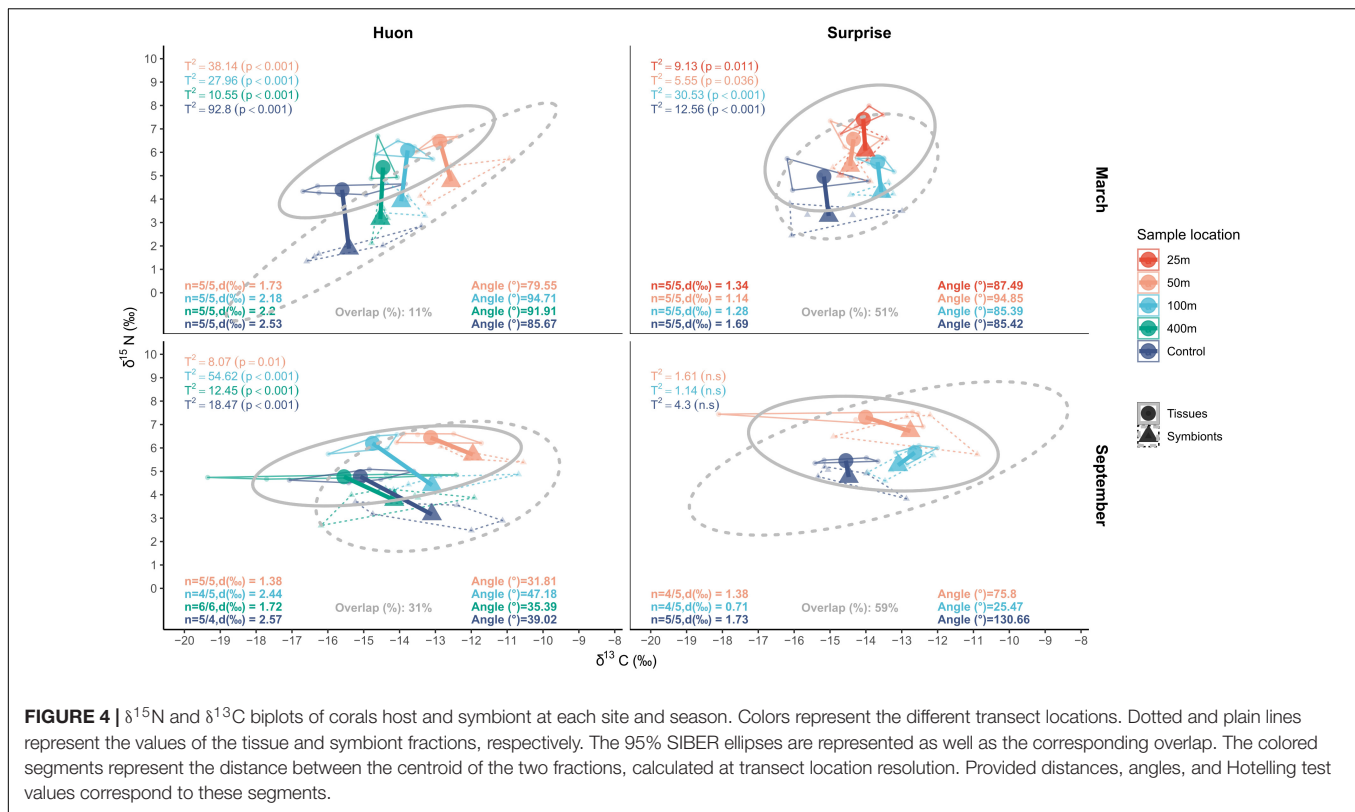 Huon
Surprise
T² = 38.14 (p < 0.001)
T² = 27.96 (p < 0.001)
T² = 10.55 (p < 0.001)
T² = 92.8 (p < 0.001)
n=5/5,d(‰) = 1.73
n=5/5,d(‰) = 2.18
n=5/5,d(‰) = 2.2
n=5/5,d(‰) = 2.53
Overlap (%): 11%
Angle (°)=79.55
Angle (°)=94.71
Angle (°)=91.91
Angle (°)=85.67
T² = 9.13 (p = 0.011)
T² = 5.55 (p = 0.036)
T² = 30.53 (p < 0.001)
T² = 12.56 (p < 0.001)
n=5/5,d(‰) = 1.34
n=5/5,d(‰) = 1.14
n=5/5,d(‰) = 1.28
n=5/5,d(‰) = 1.69
Overlap (%): 51%
Angle (°)=87.49
Angle (°)=94.85
Angle (°)=85.39
Angle (°)=85.42
March
T² = 8.07 (p = 0.01)
T² = 54.62 (p < 0.001)
T² = 12.45 (p < 0.001)
T² = 18.47 (p < 0.001)
n=5/5,d(‰) = 1.38
n=4/5,d(‰) = 2.44
n=6/6,d(‰) = 1.72
n=5/4,d(‰) = 2.57
Overlap (%): 31%
Angle (°)=31.81
Angle (°)=47.18
Angle (°)=35.39
Angle (°)=39.02
T² = 1.61 (n.s)
T² = 1.14 (n.s)
T² = 4.3 (n.s)
n=4/5,d(‰) = 1.38
n=4/5,d(‰) = 0.71
n=5/5,d(‰) = 1.73
Overlap (%): 59%
Angle (°)=75.8
Angle (°)=25.47
Angle (°)=130.66
September
10
9
8
7
6
5
4
3
2
1
0
10
9
8
7
6
5
4
3
2
1
0
δ¹⁵ N (‰)
−20 −19 −18 −17 −16 −15 −14 −13 −12 −11 −10 −9 −8
−20 −19 −18 −17 −16 −15 −14 −13 −12 −11 −10 −9 −8
δ¹³ C (‰)
Sample location
25m
50m
100m
400m
Control
Tissues
Symbionts
FIGURE 4 | δ¹⁵N and δ¹³C biplots of corals host and symbiont at each site and season. Colors represent the different transect locations. Dotted and plain lines
represent the values of the tissue and symbiont fractions, respectively. The 95% SIBER ellipses are represented as well as the corresponding overlap. The colored
segments represent the distance between the centroid of the two fractions, calculated at transect location resolution. Provided distances, angles, and Hotelling test
values correspond to these segments.